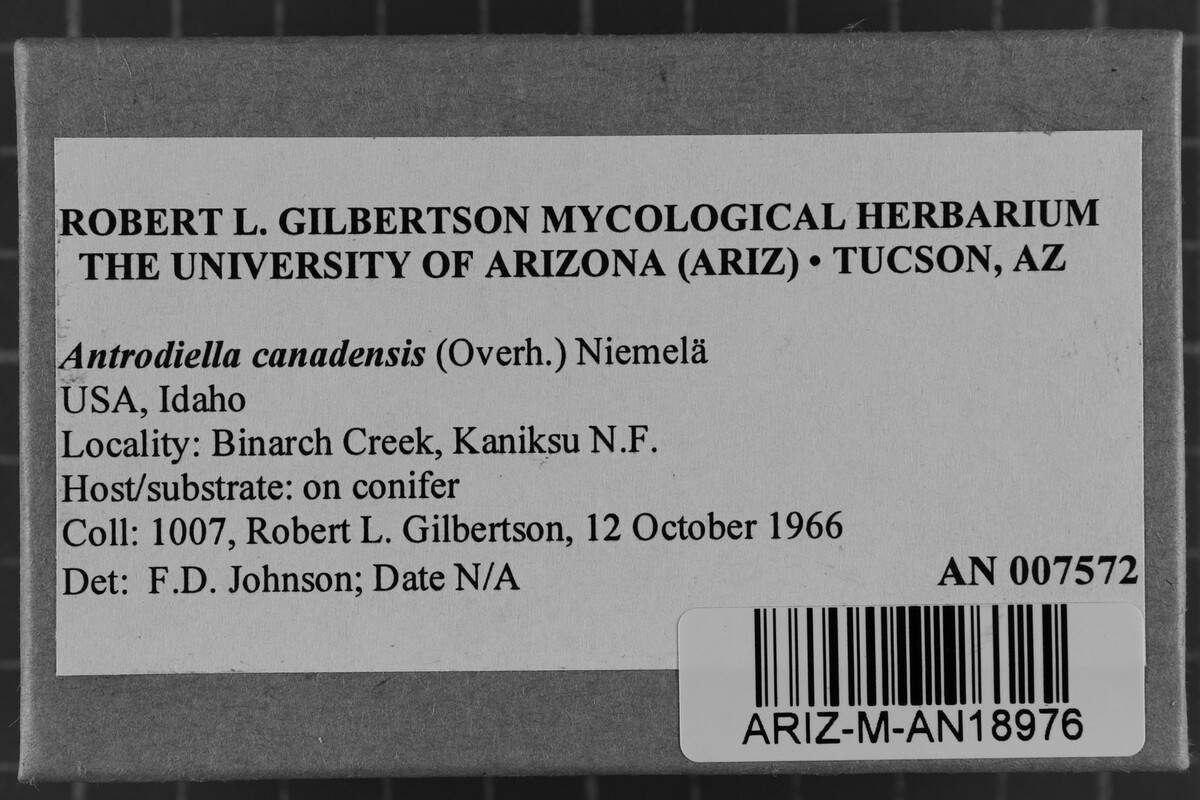 ROBERT L. GILBERTSON MYCOLOGICAL HERBARIUM
THE UNIVERSITY OF ARIZONA (ARIZ) • TUCSON, AZ
Antrodiella canadensis (Overh.) Niemelä
USA, Idaho
Locality: Binarch Creek, Kaniksu N.F.
Host/substrate: on conifer
Coll: 1007, Robert L. Gilbertson, 12 October 1966
Det: F.D. Johnson; Date N/A
AN 007572
ARIZ-M-AN18976